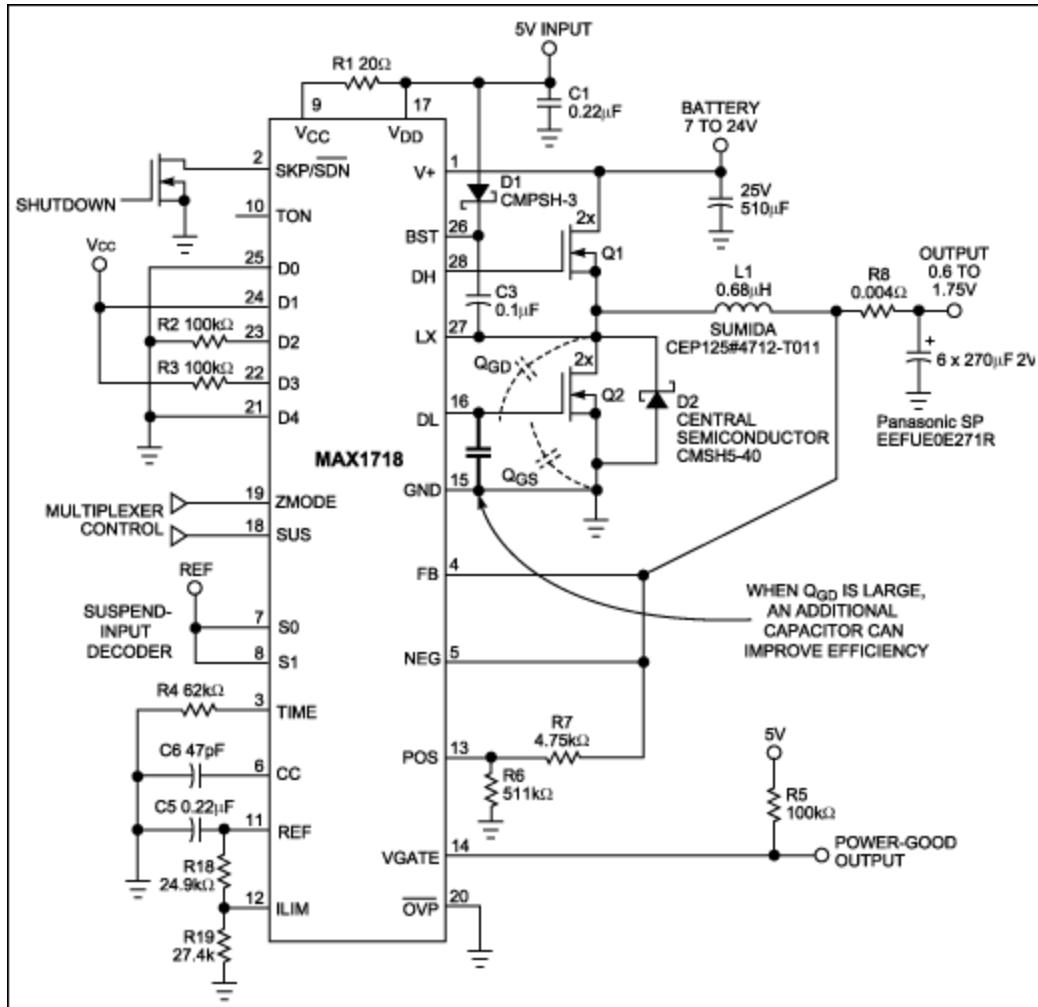 5V INPUT
R1 20Ω
C1
0.22µF
9
17
VCC
VDD
BATTERY
7 TO 24V
2
SKP/SDN
V+
1
SHUTDOWN
D1
CMPSH-3
25V
510µF
10
TON
BST
26
2x
Q1
Vcc
25
D0
DH
28
OUTPUT
0.6 TO
1.75V
L1
0.68µH
R8
0.004Ω
24
D1
C3
0.1µF
R2 100kΩ
23
D2
LX
27
SUMIDA
CEP125#4712-T011
+
6 x 270µF 2V
R3 100kΩ
22
D3
QGD
2x
Q2
21
D4
DL
16
D2
CENTRAL
SEMICONDUCTOR
CMSH5-40
Panasonic SP
EEFUE0E271R
MAX1718
QGS
GND
15
MULTIPLEXER
CONTROL
19
ZMODE
18
SUS
FB
4
REF
WHEN QGD IS LARGE,
AN ADDITIONAL
CAPACITOR CAN
IMPROVE EFFICIENCY
SUSPEND-
INPUT
DECODER
7
S0
8
S1
NEG
5
R4 62kΩ
3
TIME
R7
4.75kΩ
5V
C6 47pF
6
CC
POS
13
R6
511kΩ
R5
100kΩ
C5 0.22µF
11
REF
VGATE
14
POWER-GOOD
OUTPUT
R18
24.9kΩ
12
ILIM
OVP
20
R19
27.4k